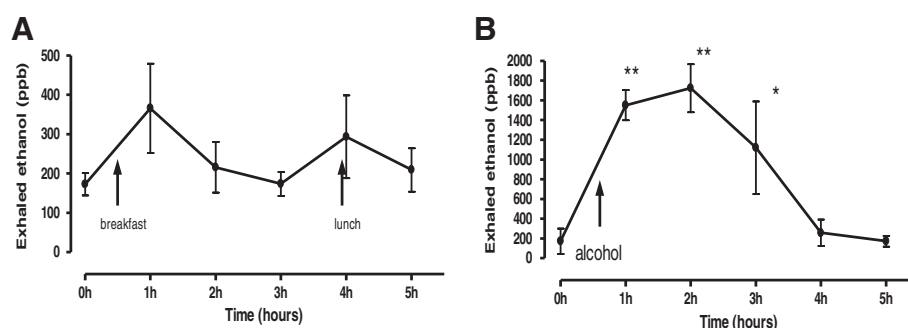 A
Exhaled ethanol (ppb)
500
400
300
200
100
0
breakfast
lunch
0h 1h 2h 3h 4h 5h
Time (hours)
B
Exhaled ethanol (ppb)
2000
1800
1600
1400
1200
1000
800
600
400
200
0
**
**
*
alcohol
0h 1h 2h 3h 4h 5h
Time (hours)